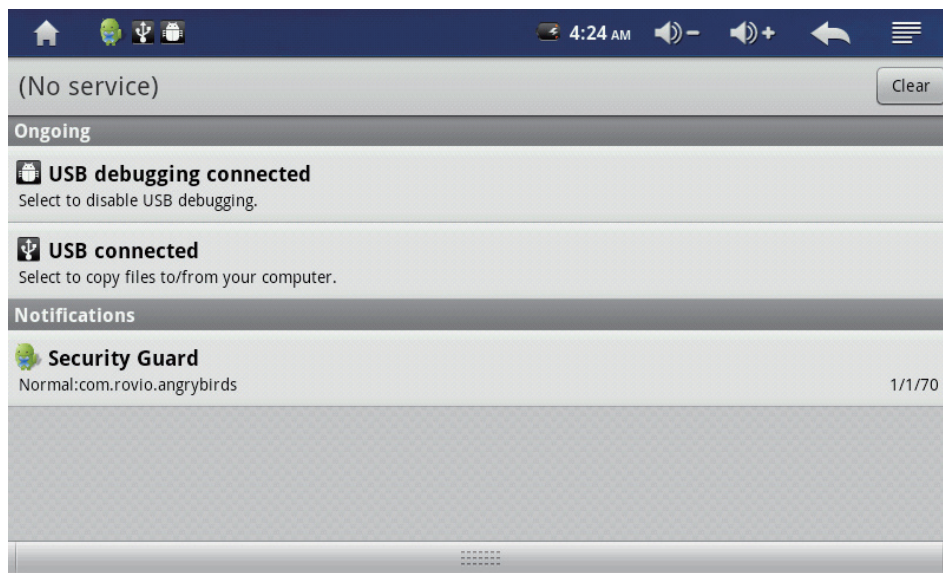 4:24 AM
(No service)
Clear
Ongoing
USB debugging connected
Select to disable USB debugging.
USB connected
Select to copy files to/from your computer.
Notifications
Security Guard
Normal:com.rovio.angrybirds 1/1/70